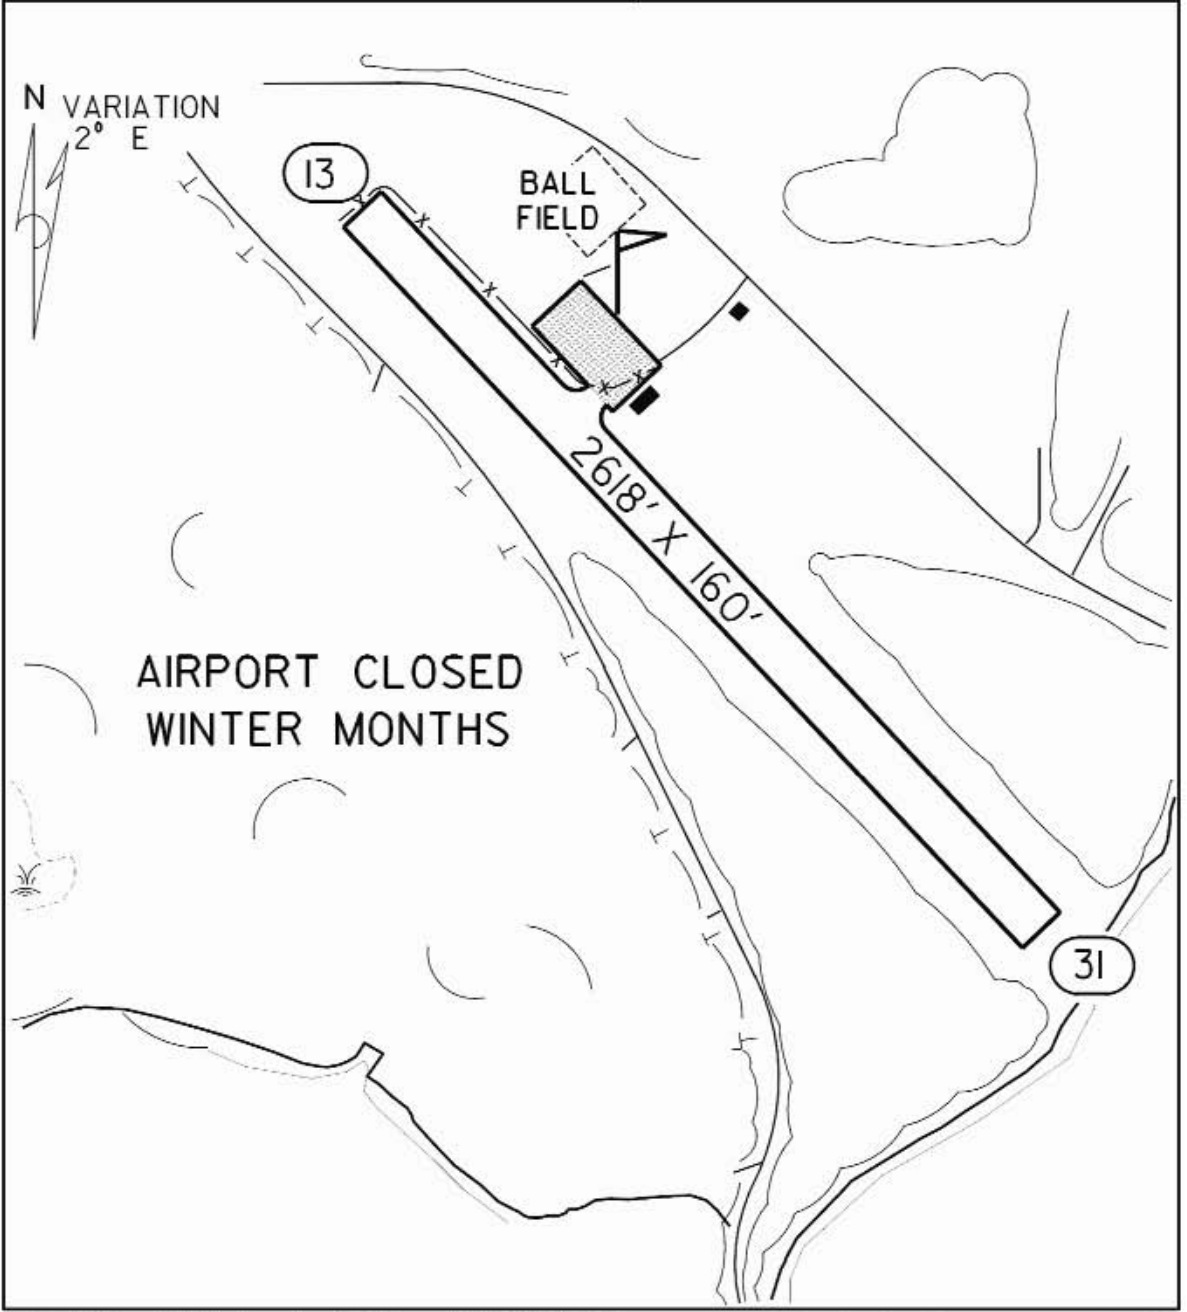 N VARIATION
2° E
13
BALL
FIELD
2618' X 160'
AIRPORT CLOSED
WINTER MONTHS
31